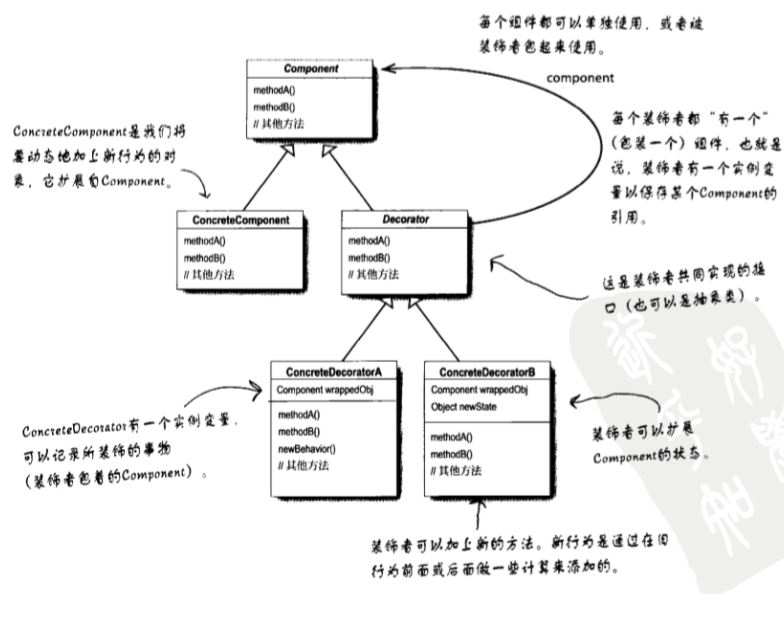 每个组件都可以单独使用，或者被
装饰者包起来使用。
Component
methodA()
methodB()
// 其他方法
component
每个装饰者都“有一个”
（包装一个）组件，也就是
说，装饰者有一个实例变
量以保存某个Component的
引用。
ConcreteComponent是我们将
要动态地加上新行为的对
象，它扩展自Component。
ConcreteComponent
methodA()
methodB()
// 其他方法
Decorator
methodA()
methodB()
// 其他方法
这是装饰者共同实现的接
口（也可以是抽象类）。
ConcreteDecoratorA
Component wrappedObj
methodA()
methodB()
newBehavior()
// 其他方法
ConcreteDecoratorB
Component wrappedObj
Object newState
methodA()
methodB()
// 其他方法
ConcreteDecorator有一个实例变量，
可以记录所装饰的事物
（装饰者包着的Component）。
装饰者可以扩展
Component的状态。
装饰者可以加上新的方法。新行为是通过在旧
行为前面或后面做一些计算来添加的。